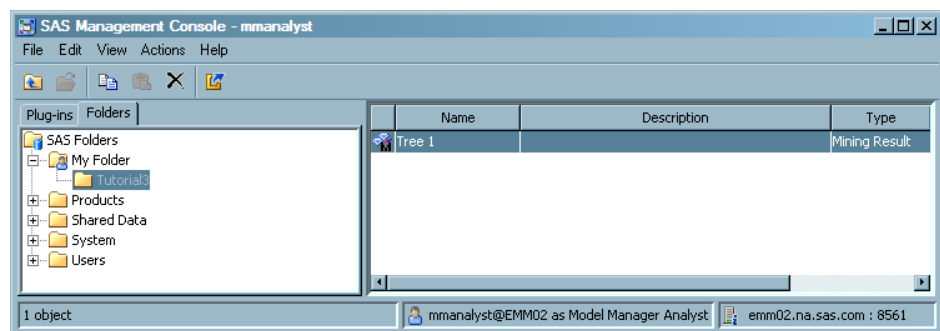 SAS Management Console - mmanalyst
File Edit View Actions Help
Plug-ins Folders
Name Description Type
SAS Folders
My Folder
Tutorial3
Products
Shared Data
System
Users
Tree 1 Mining Result
1 object mmanalyst@EMM02 as Model Manager Analyst emm02.na.sas.com : 8561